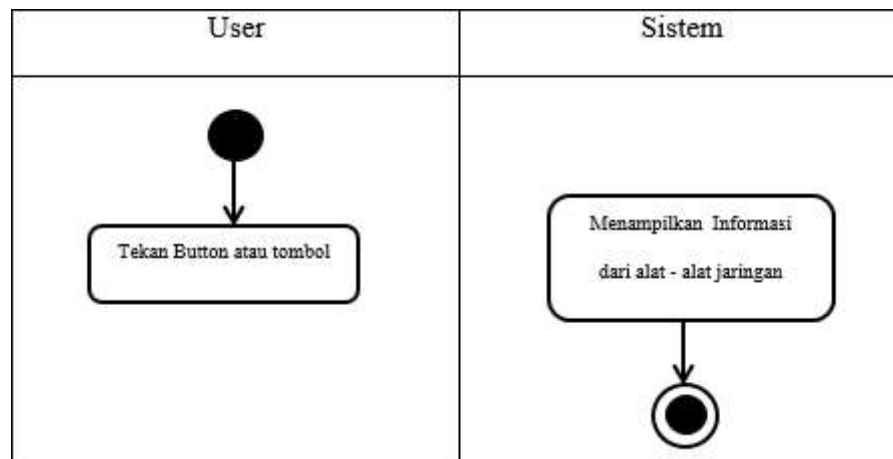 User
Sistem
Tekan Button atau tombol
Menampilkan Informasi
dari alat - alat jaringan